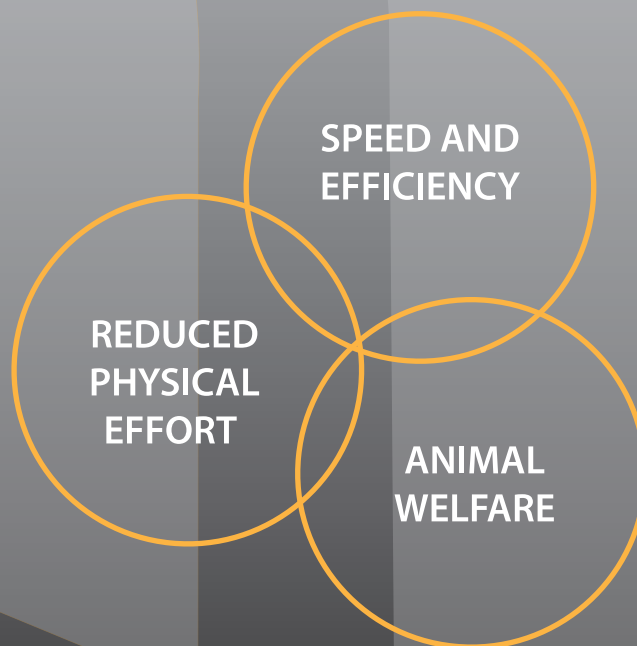 SPEED AND
EFFICIENCY
REDUCED
PHYSICAL
EFFORT
ANIMAL
WELFARE